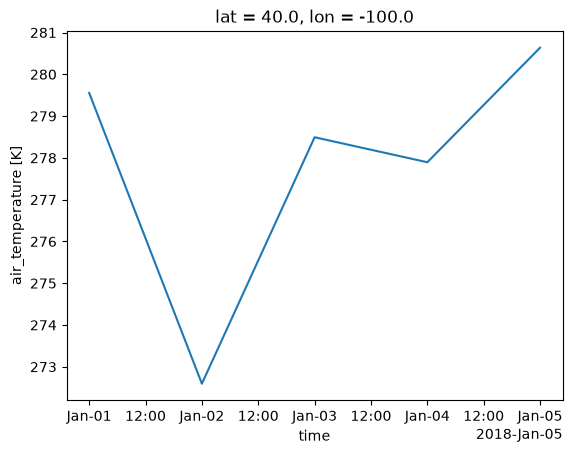 lat = 40.0, lon = -100.0
281
280
279
278
277
276
275
274
273
air_temperature [K]
Jan-01 12:00 Jan-02 12:00 Jan-03 12:00 Jan-04 12:00 Jan-05
time
2018-Jan-05